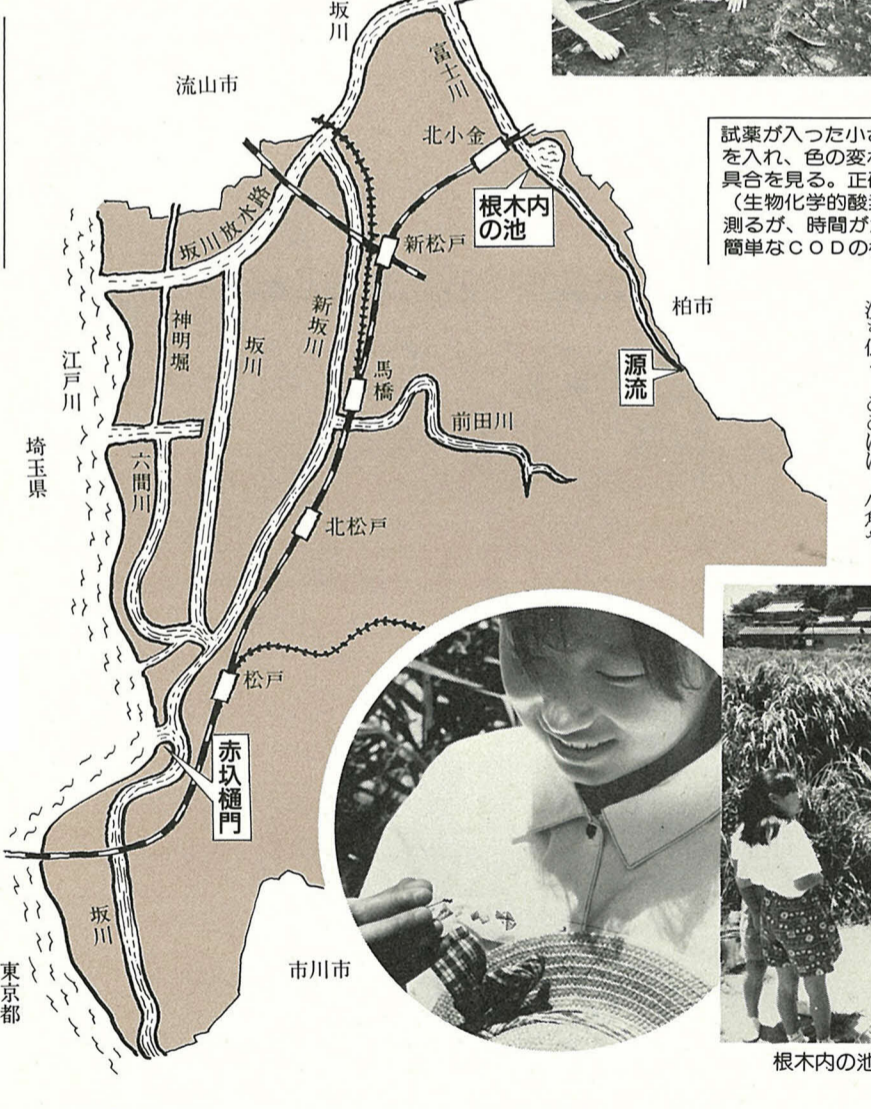 坂川
富士川
流山市
北小金
根木内
の池
坂川放水路
新松戸
神明堀
坂川
新坂川
馬橋
前田川
柏市
源流
江戸川
埼玉県
六間川
北松戸
松戸
赤圦樋門
坂川
市川市
東京都
試薬が入った小さ
を入れ、色の変
具合を見る。正
（生物化学的酸
測るが、時間が
簡単なＣＯＤの
根木内の池